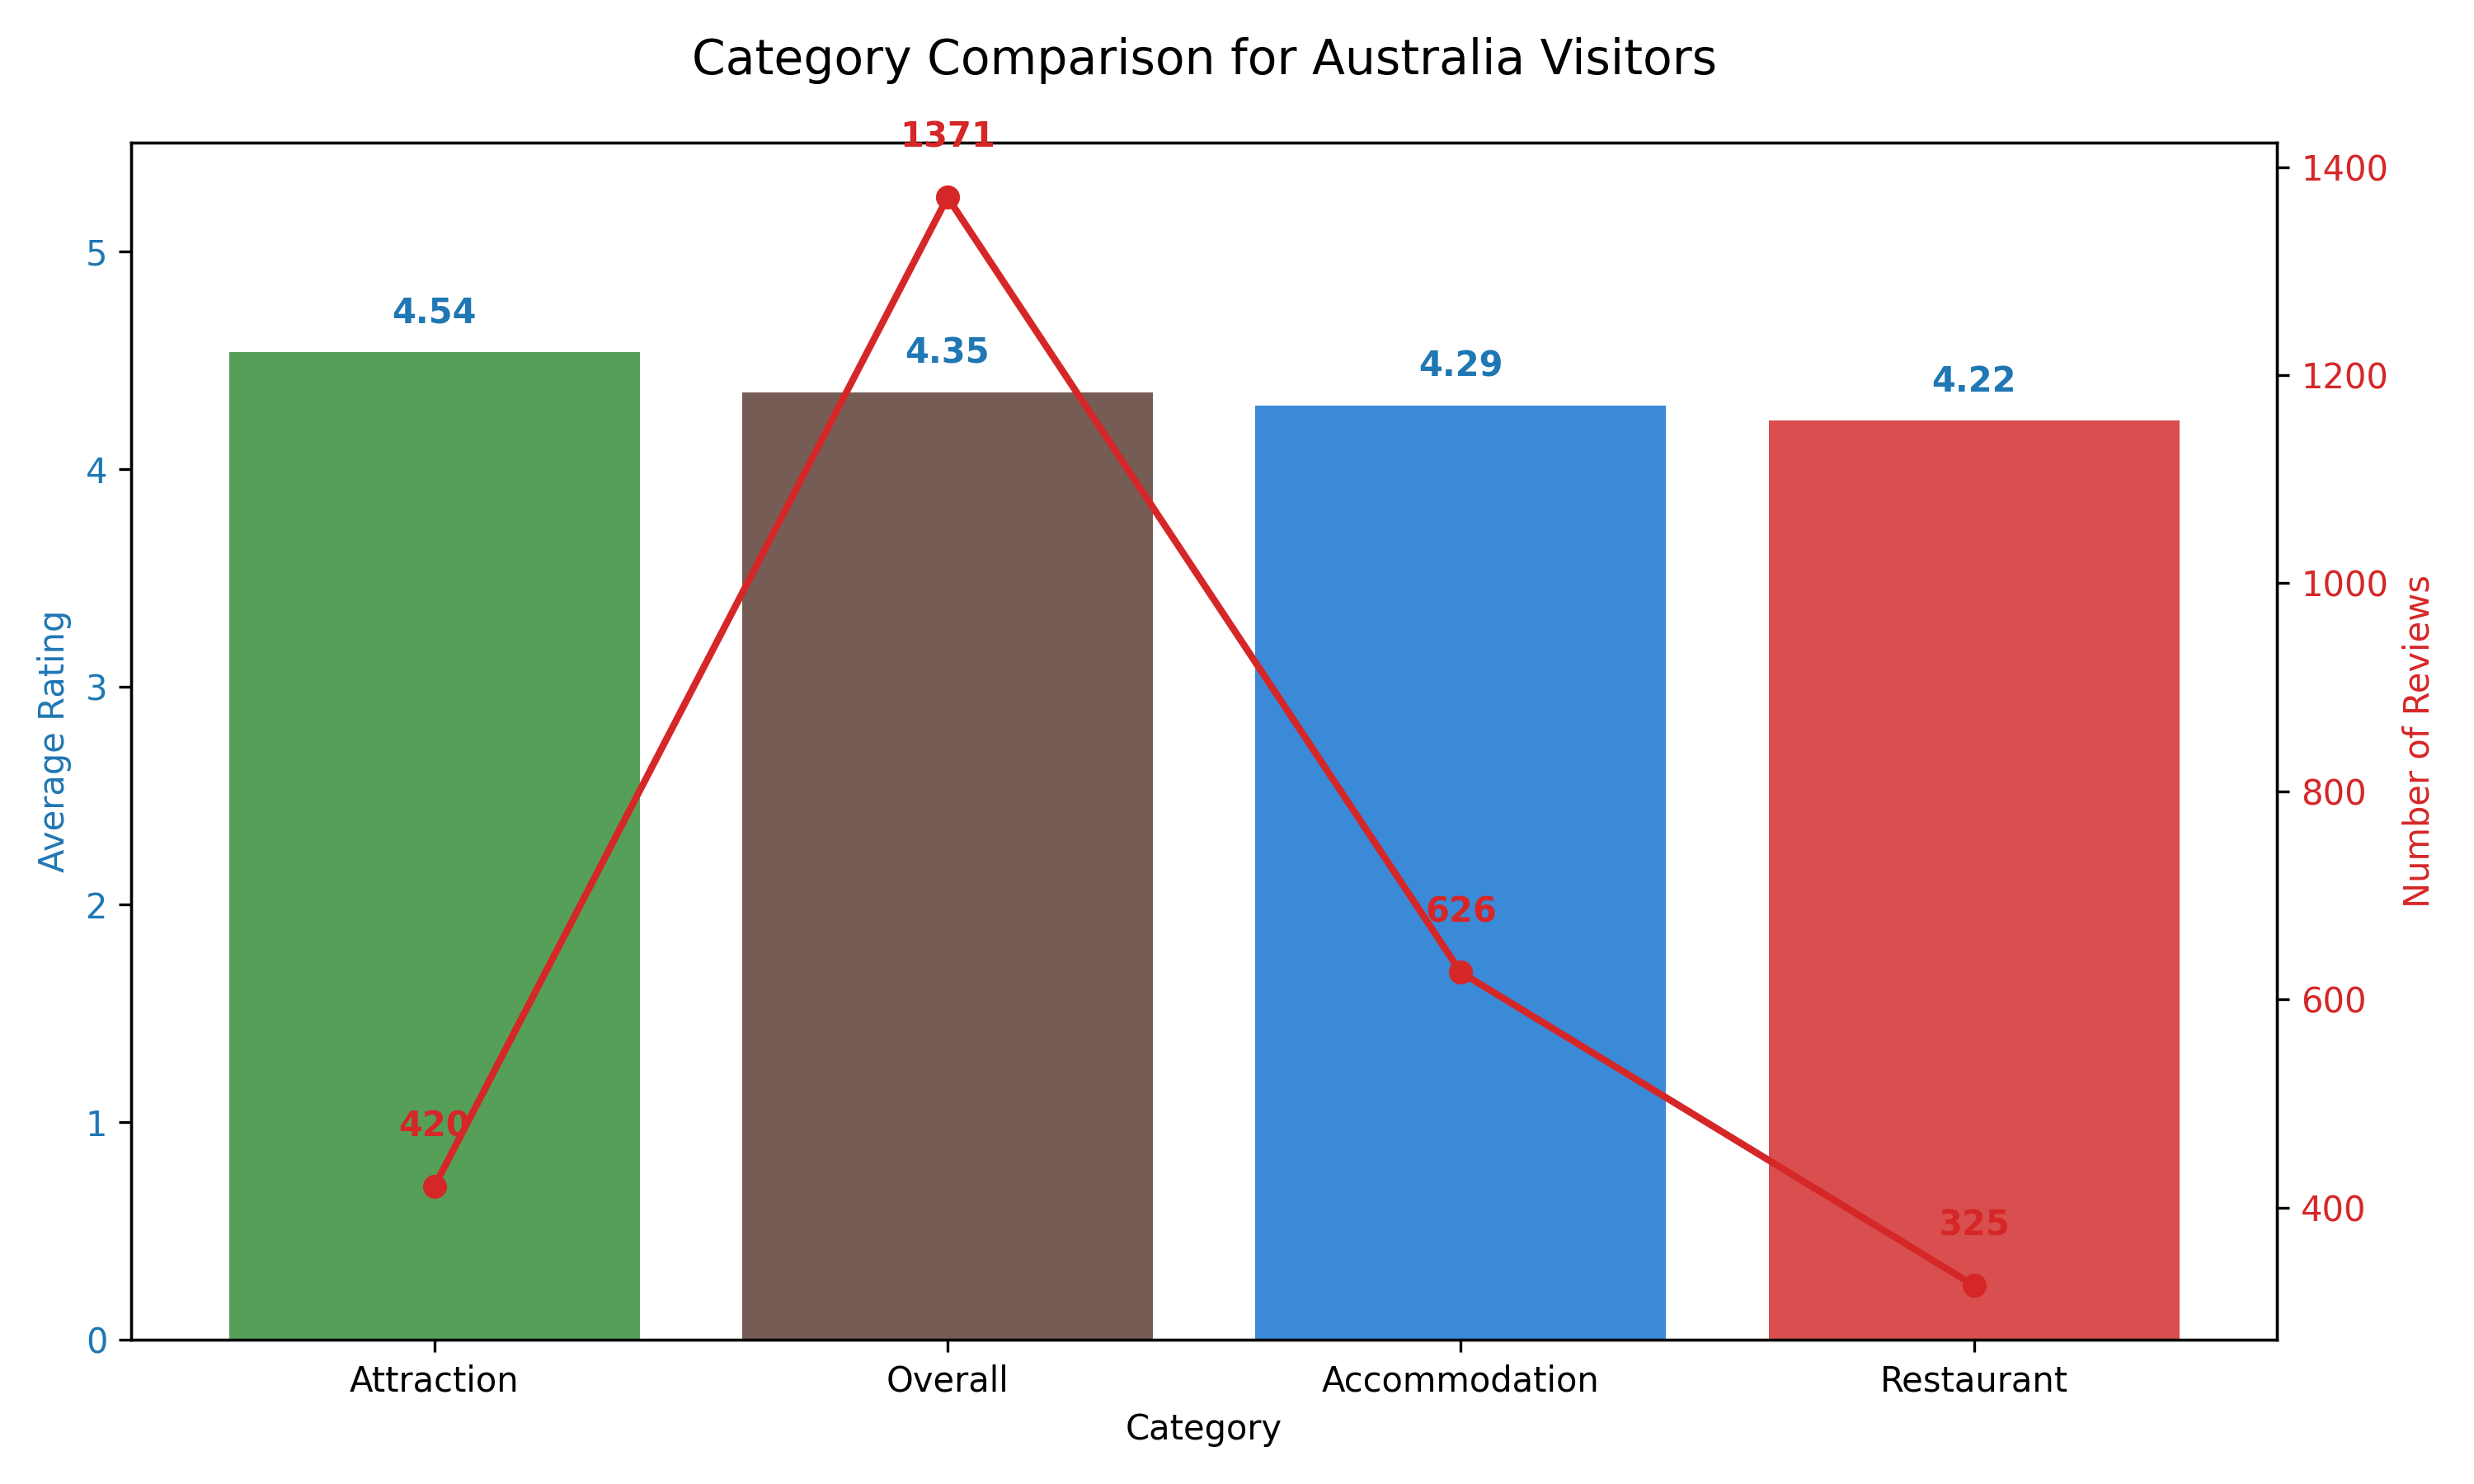 Category Comparison for Australia Visitors
1371
1400
5
4.54
4.35
4.29
4.22
1200
4
1000
3
800
2
626
600
1
420
400
325
0
Average Rating
Number of Reviews
Attraction
Overall
Accommodation
Restaurant
Category